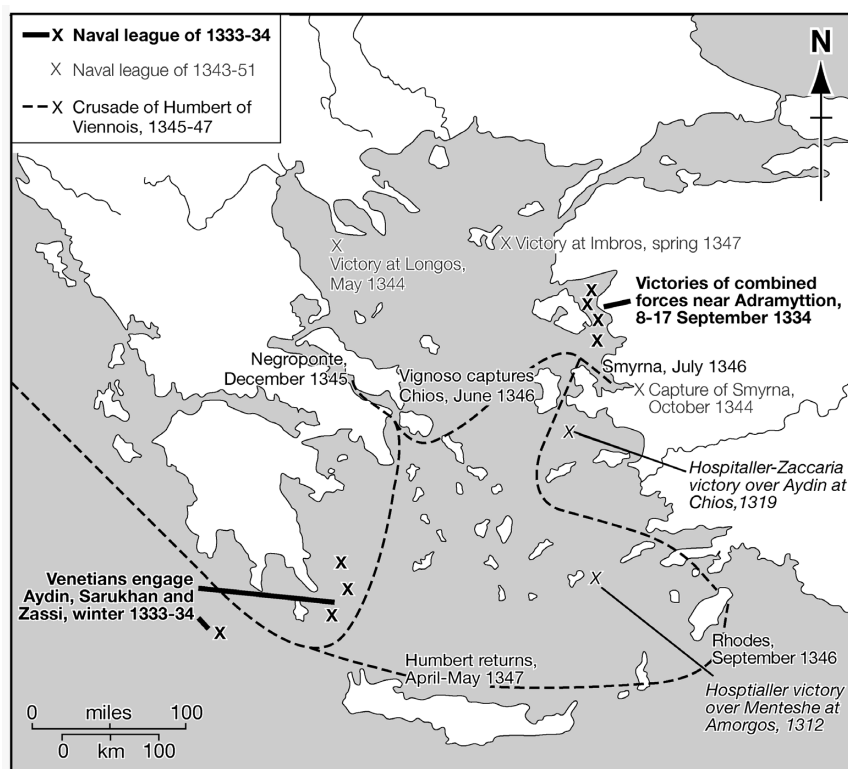 X Naval league of 1333-34
X Naval league of 1343-51
X Crusade of Humbert of
Viennois, 1345-47
N
X Victory at Imbros, spring 1347
X
Victory at Longos,
May 1344
Victories of combined
forces near Adramyttion,
8-17 September 1334
X
X
X
X
Negroponte,
December 1345
Vignoso captures
Chios, June 1346
Smyrna, July 1346
X Capture of Smyrna,
October 1344
X
Hospitaller-Zaccaria
victory over Aydin at
Chios,1319
Venetians engage
Aydin, Sarukhan and
Zassi, winter 1333-34
X
X
X
X
X
Rhodes,
September 1346
Humbert returns,
April-May 1347
Hosptialler victory
over Menteshe at
Amorgos, 1312
0 miles 100
0 km 100